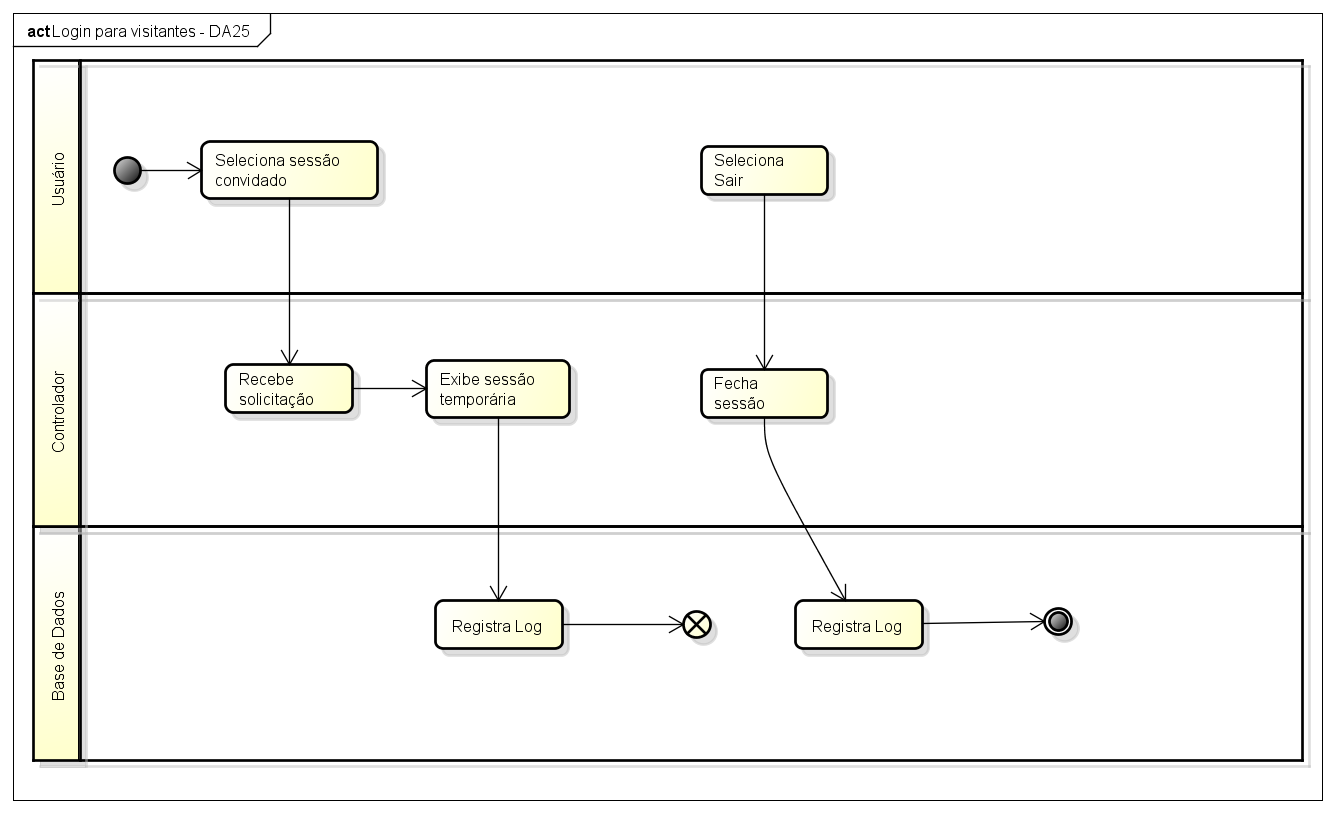 act Login para visitantes - DA25
Usuário
Seleciona sessão
convidado
Seleciona
Sair
Controlador
Recebe
solicitação
Exibe sessão
temporária
Fecha
sessão
Base de Dados
Registra Log
Registra Log